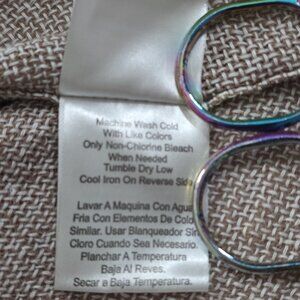 Machine Wash Cold
With Like Colors
Only Non-Chlorine Bleach
When Needed
Tumble Dry Low
Cool Iron On Reverse Side
Lavar A Maquina Con Agua
Fria Con Elementos De Color
Similar. Usar Blanqueador Sin
Cloro Cuando Sea Necesario.
Planchar A Temperatura
Baja Al Reves.
Secar a Baja Temperatura.